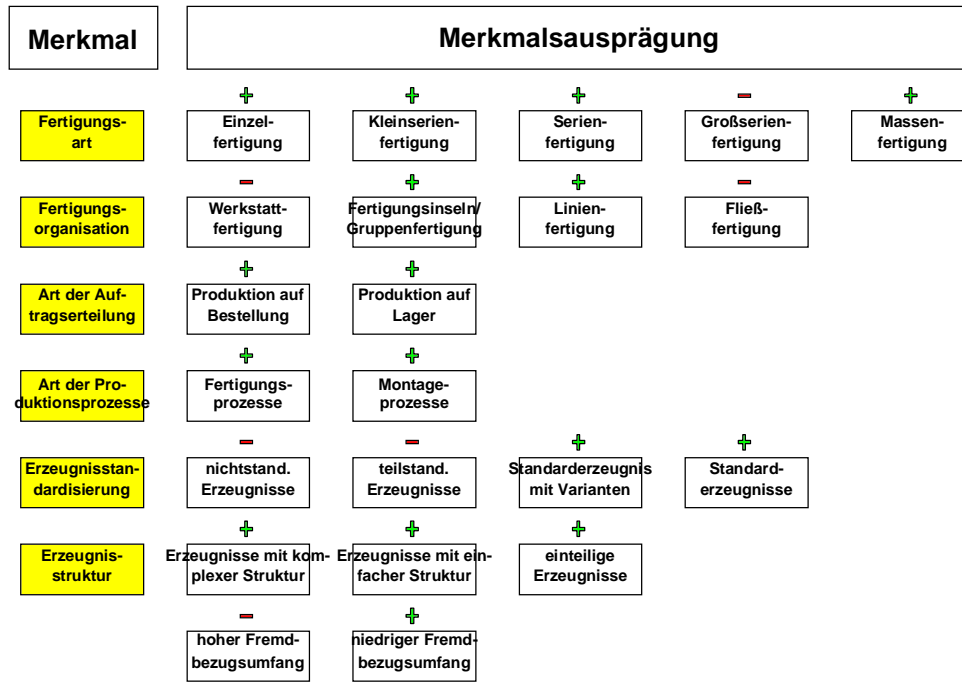 Merkmal
Merkmalsausprägung
+ + + – +
Fertigungs-
art
Einzel-
fertigung
Kleinserien-
fertigung
Serien-
fertigung
Großserien-
fertigung
Massen-
fertigung
– + + –
Fertigungs-
organisation
Werkstatt-
fertigung
Fertigungsinseln/
Gruppenfertigung
Linien-
fertigung
Fließ-
fertigung
+ +
Art der Auf-
tragserteilung
Produktion auf
Bestellung
Produktion auf
Lager
+ +
Art der Pro-
duktionsprozesse
Fertigungs-
prozesse
Montage-
prozesse
– – + +
Erzeugnisstan-
dardisierung
nichtstand.
Erzeugnisse
teilstand.
Erzeugnisse
Standarderzeugnis
mit Varianten
Standard-
erzeugnisse
+ + +
Erzeugnis-
struktur
Erzeugnisse mit kom-
plexer Struktur
Erzeugnisse mit ein-
facher Struktur
einteilige
Erzeugnisse
– +
hoher Fremd-
bezugsumfang
niedriger Fremd-
bezugsumfang